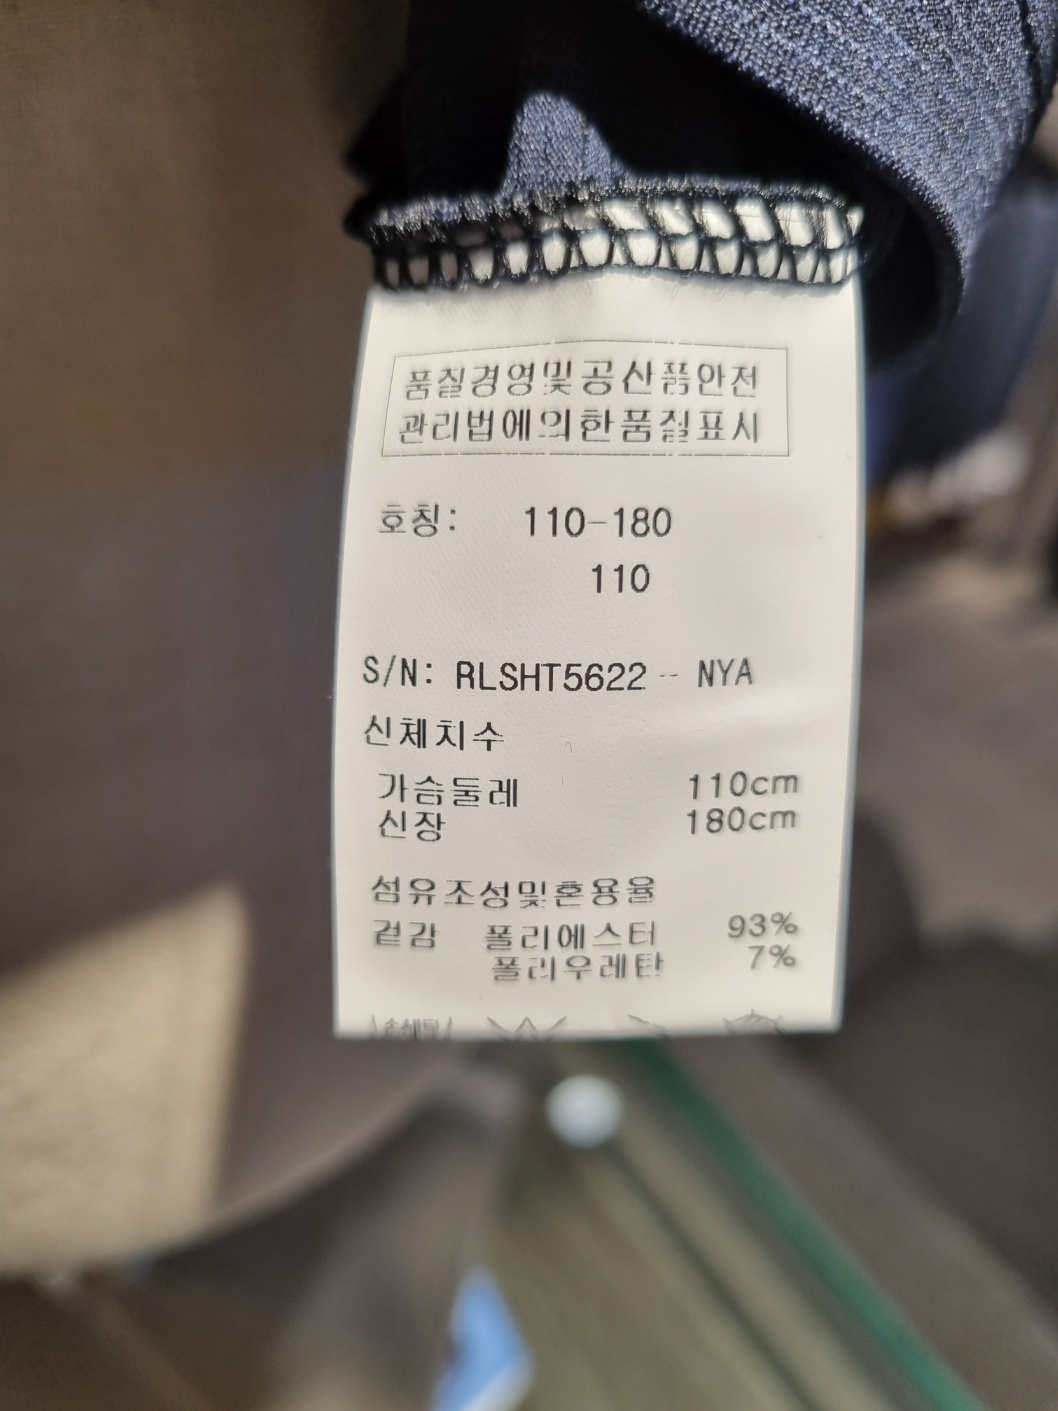 품질경영및공산품안전
관리법에의한품질표시
호칭: 110-180
110
S/N: RLSHT5622 - NYA
신체치수
가슴둘레 110cm
신장 180cm
섬유조성및혼용율
겉감 폴리에스터 93%
폴리우레탄 7%
손세탁